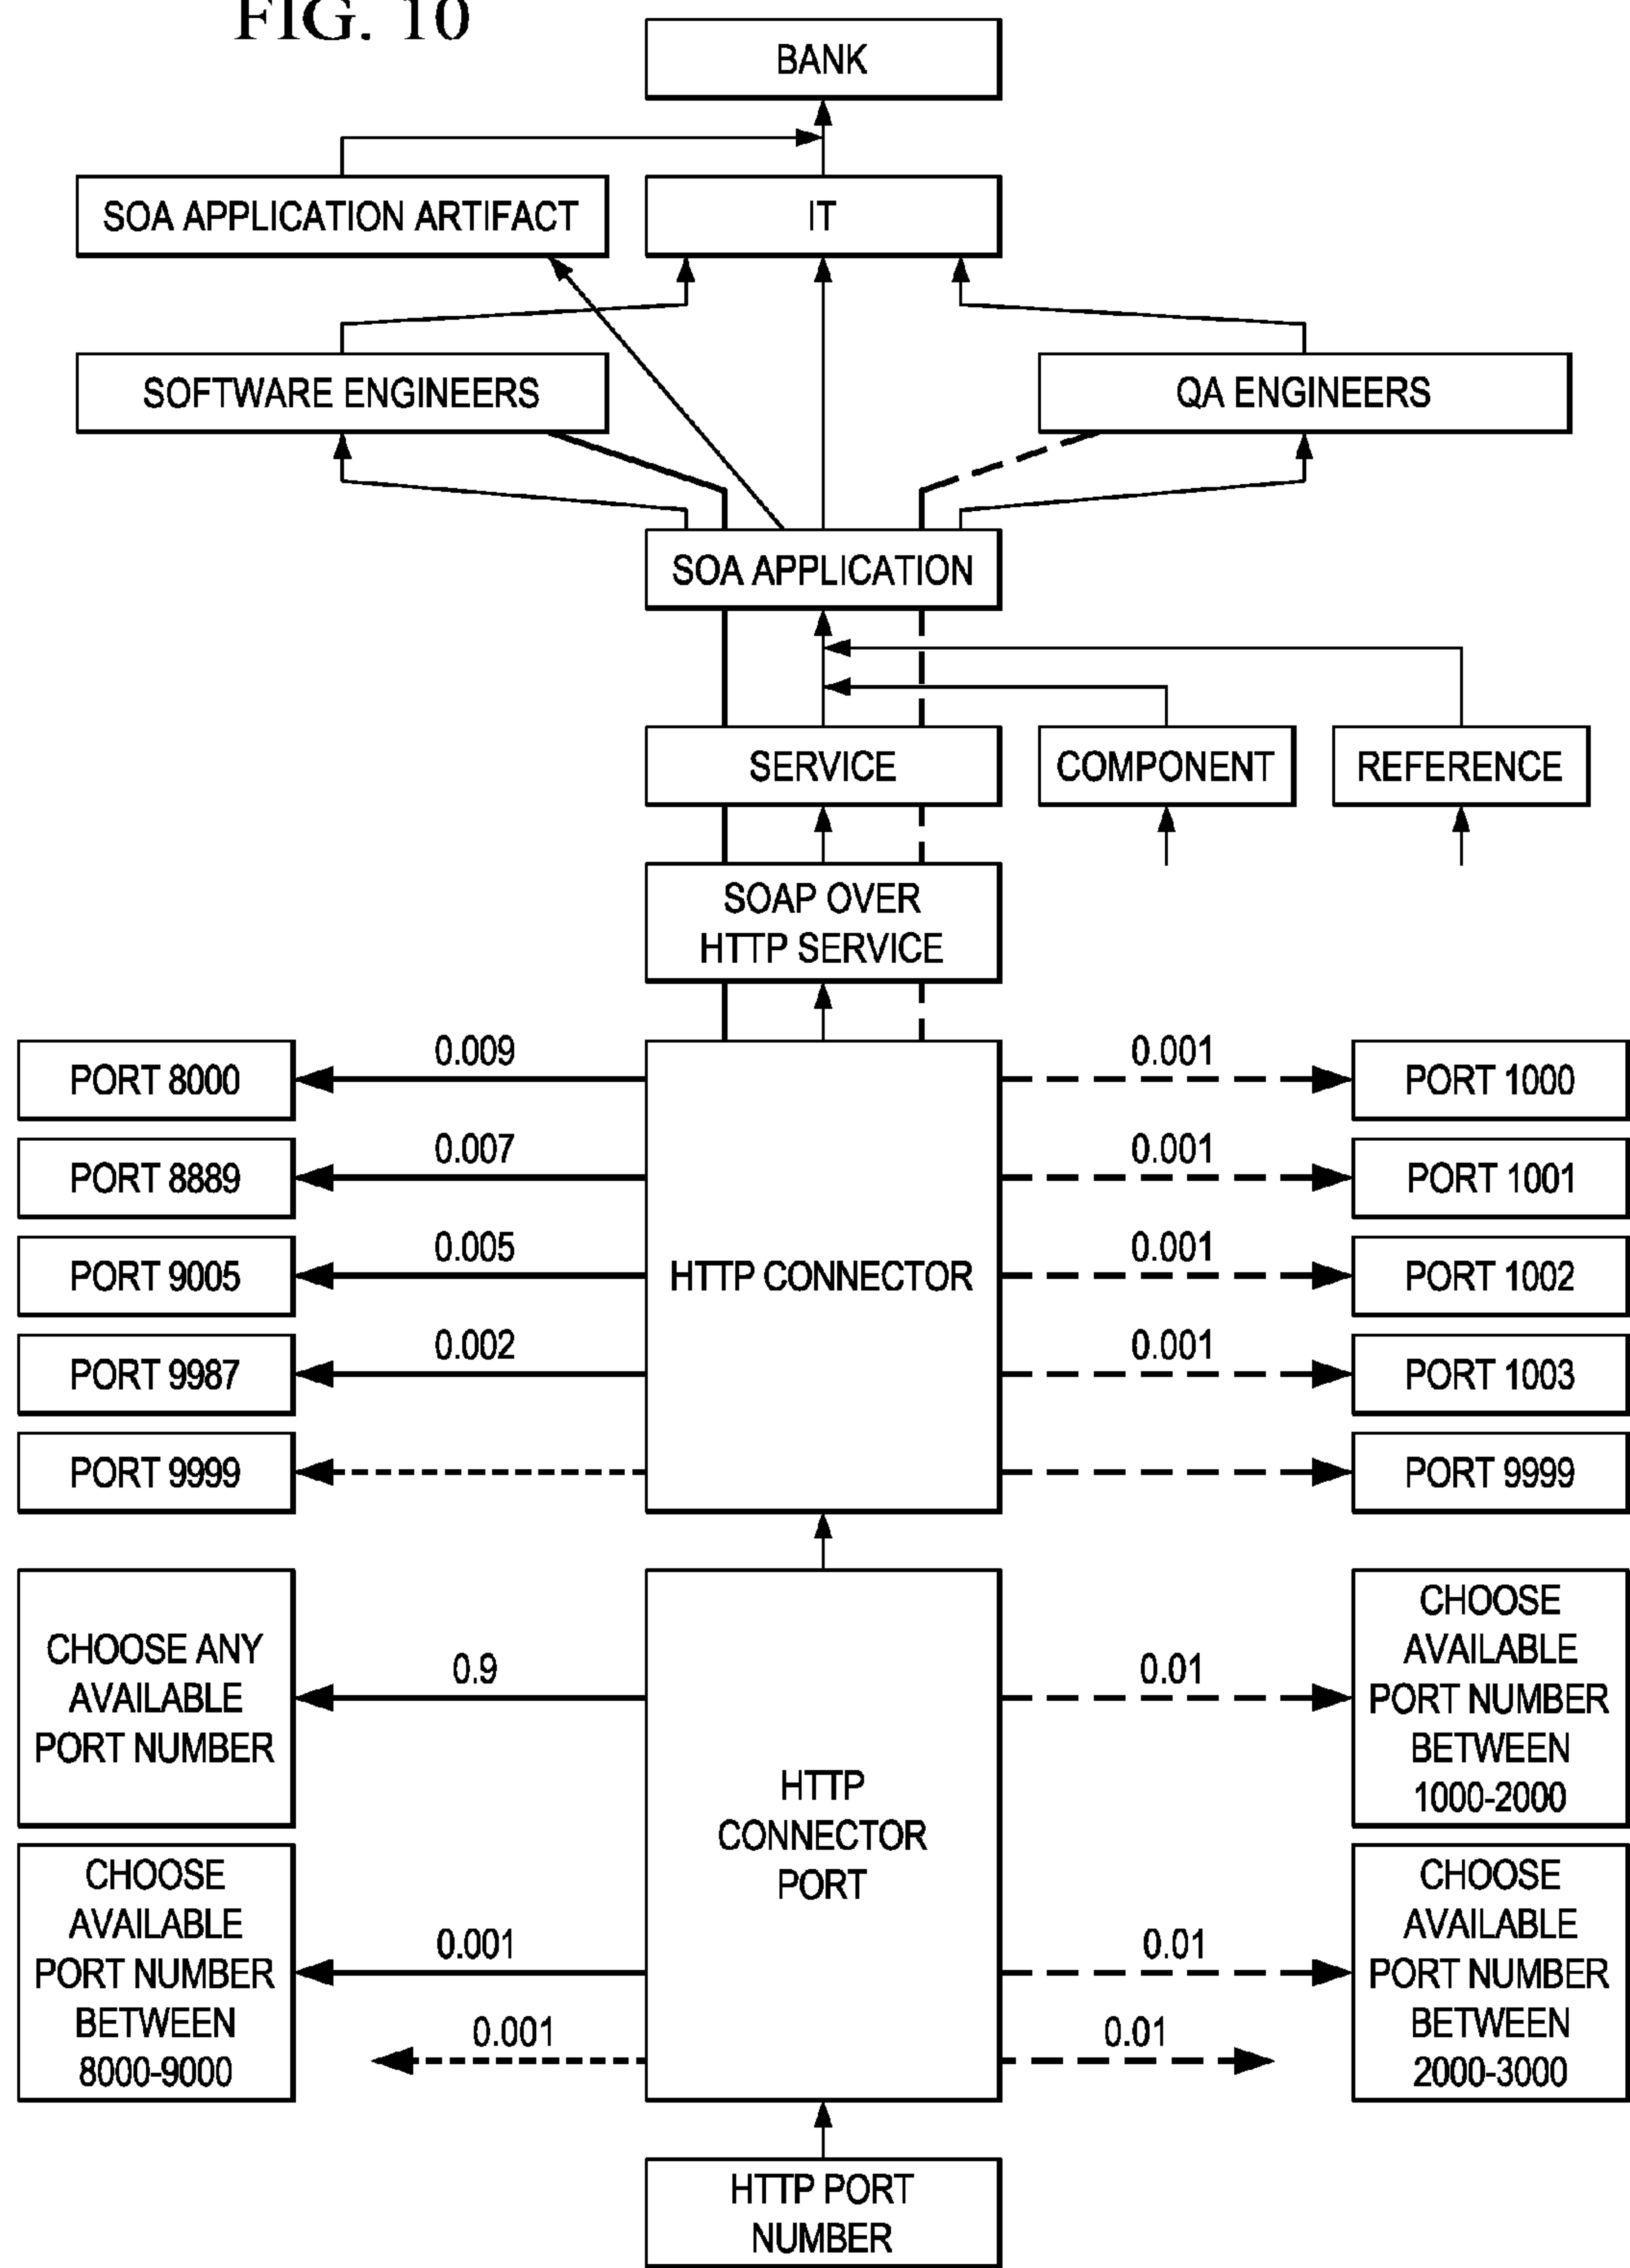 FIG. 10
BANK
SOA APPLICATION ARTIFACT
IT
SOFTWARE ENGINEERS
QA ENGINEERS
SOA APPLICATION
SERVICE
COMPONENT
REFERENCE
SOAP OVER
HTTP SERVICE
PORT 8000
0.009
0.001
PORT 1000
PORT 8889
0.007
0.001
PORT 1001
PORT 9005
0.005
HTTP CONNECTOR
0.001
PORT 1002
PORT 9987
0.002
0.001
PORT 1003
PORT 9999
PORT 9999
CHOOSE ANY
AVAILABLE
PORT NUMBER
0.9
HTTP
CONNECTOR
PORT
0.01
CHOOSE
AVAILABLE
PORT NUMBER
BETWEEN
1000-2000
CHOOSE
AVAILABLE
PORT NUMBER
BETWEEN
8000-9000
0.001
0.001
0.01
0.01
CHOOSE
AVAILABLE
PORT NUMBER
BETWEEN
2000-3000
HTTP PORT
NUMBER